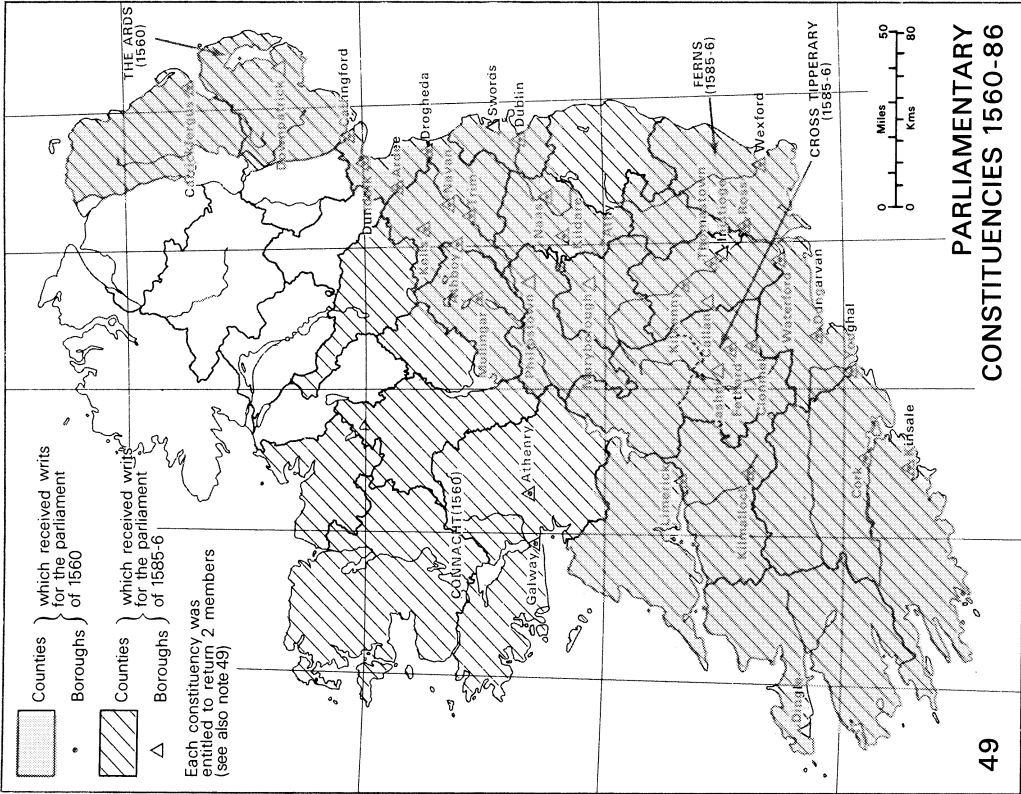 Counties } which received writs
for the parliament
Boroughs } of 1560
Counties } which received writs
for the parliament
Boroughs } of 1585-6
Each constituency was
entitled to return 2 members
(see also note 49)
THE ARDS
(1560)
Carrickfergus
Downpatrick
Carlingford
Dundalk
Ardee
Drogheda
Kells
Navan
Athboy
Trim
Swords
Dublin
Mullingar
Philipstown
Naas
Kildare
Maryborough
CONNACHT (1560)
Athenry
Galway
FERNS
(1585-6)
Wexford
CROSS TIPPERARY
(1585-6)
Kilkenny
Thomastown
Callan
Ross
Cashel
Fethard
Clonmel
Waterford
Dungarvan
Youghal
Limerick
Kilmallock
Cork
Kinsale
Dingle
Miles
0 50
0 80
Kms
PARLIAMENTARY
CONSTITUENCIES 1560-86
49